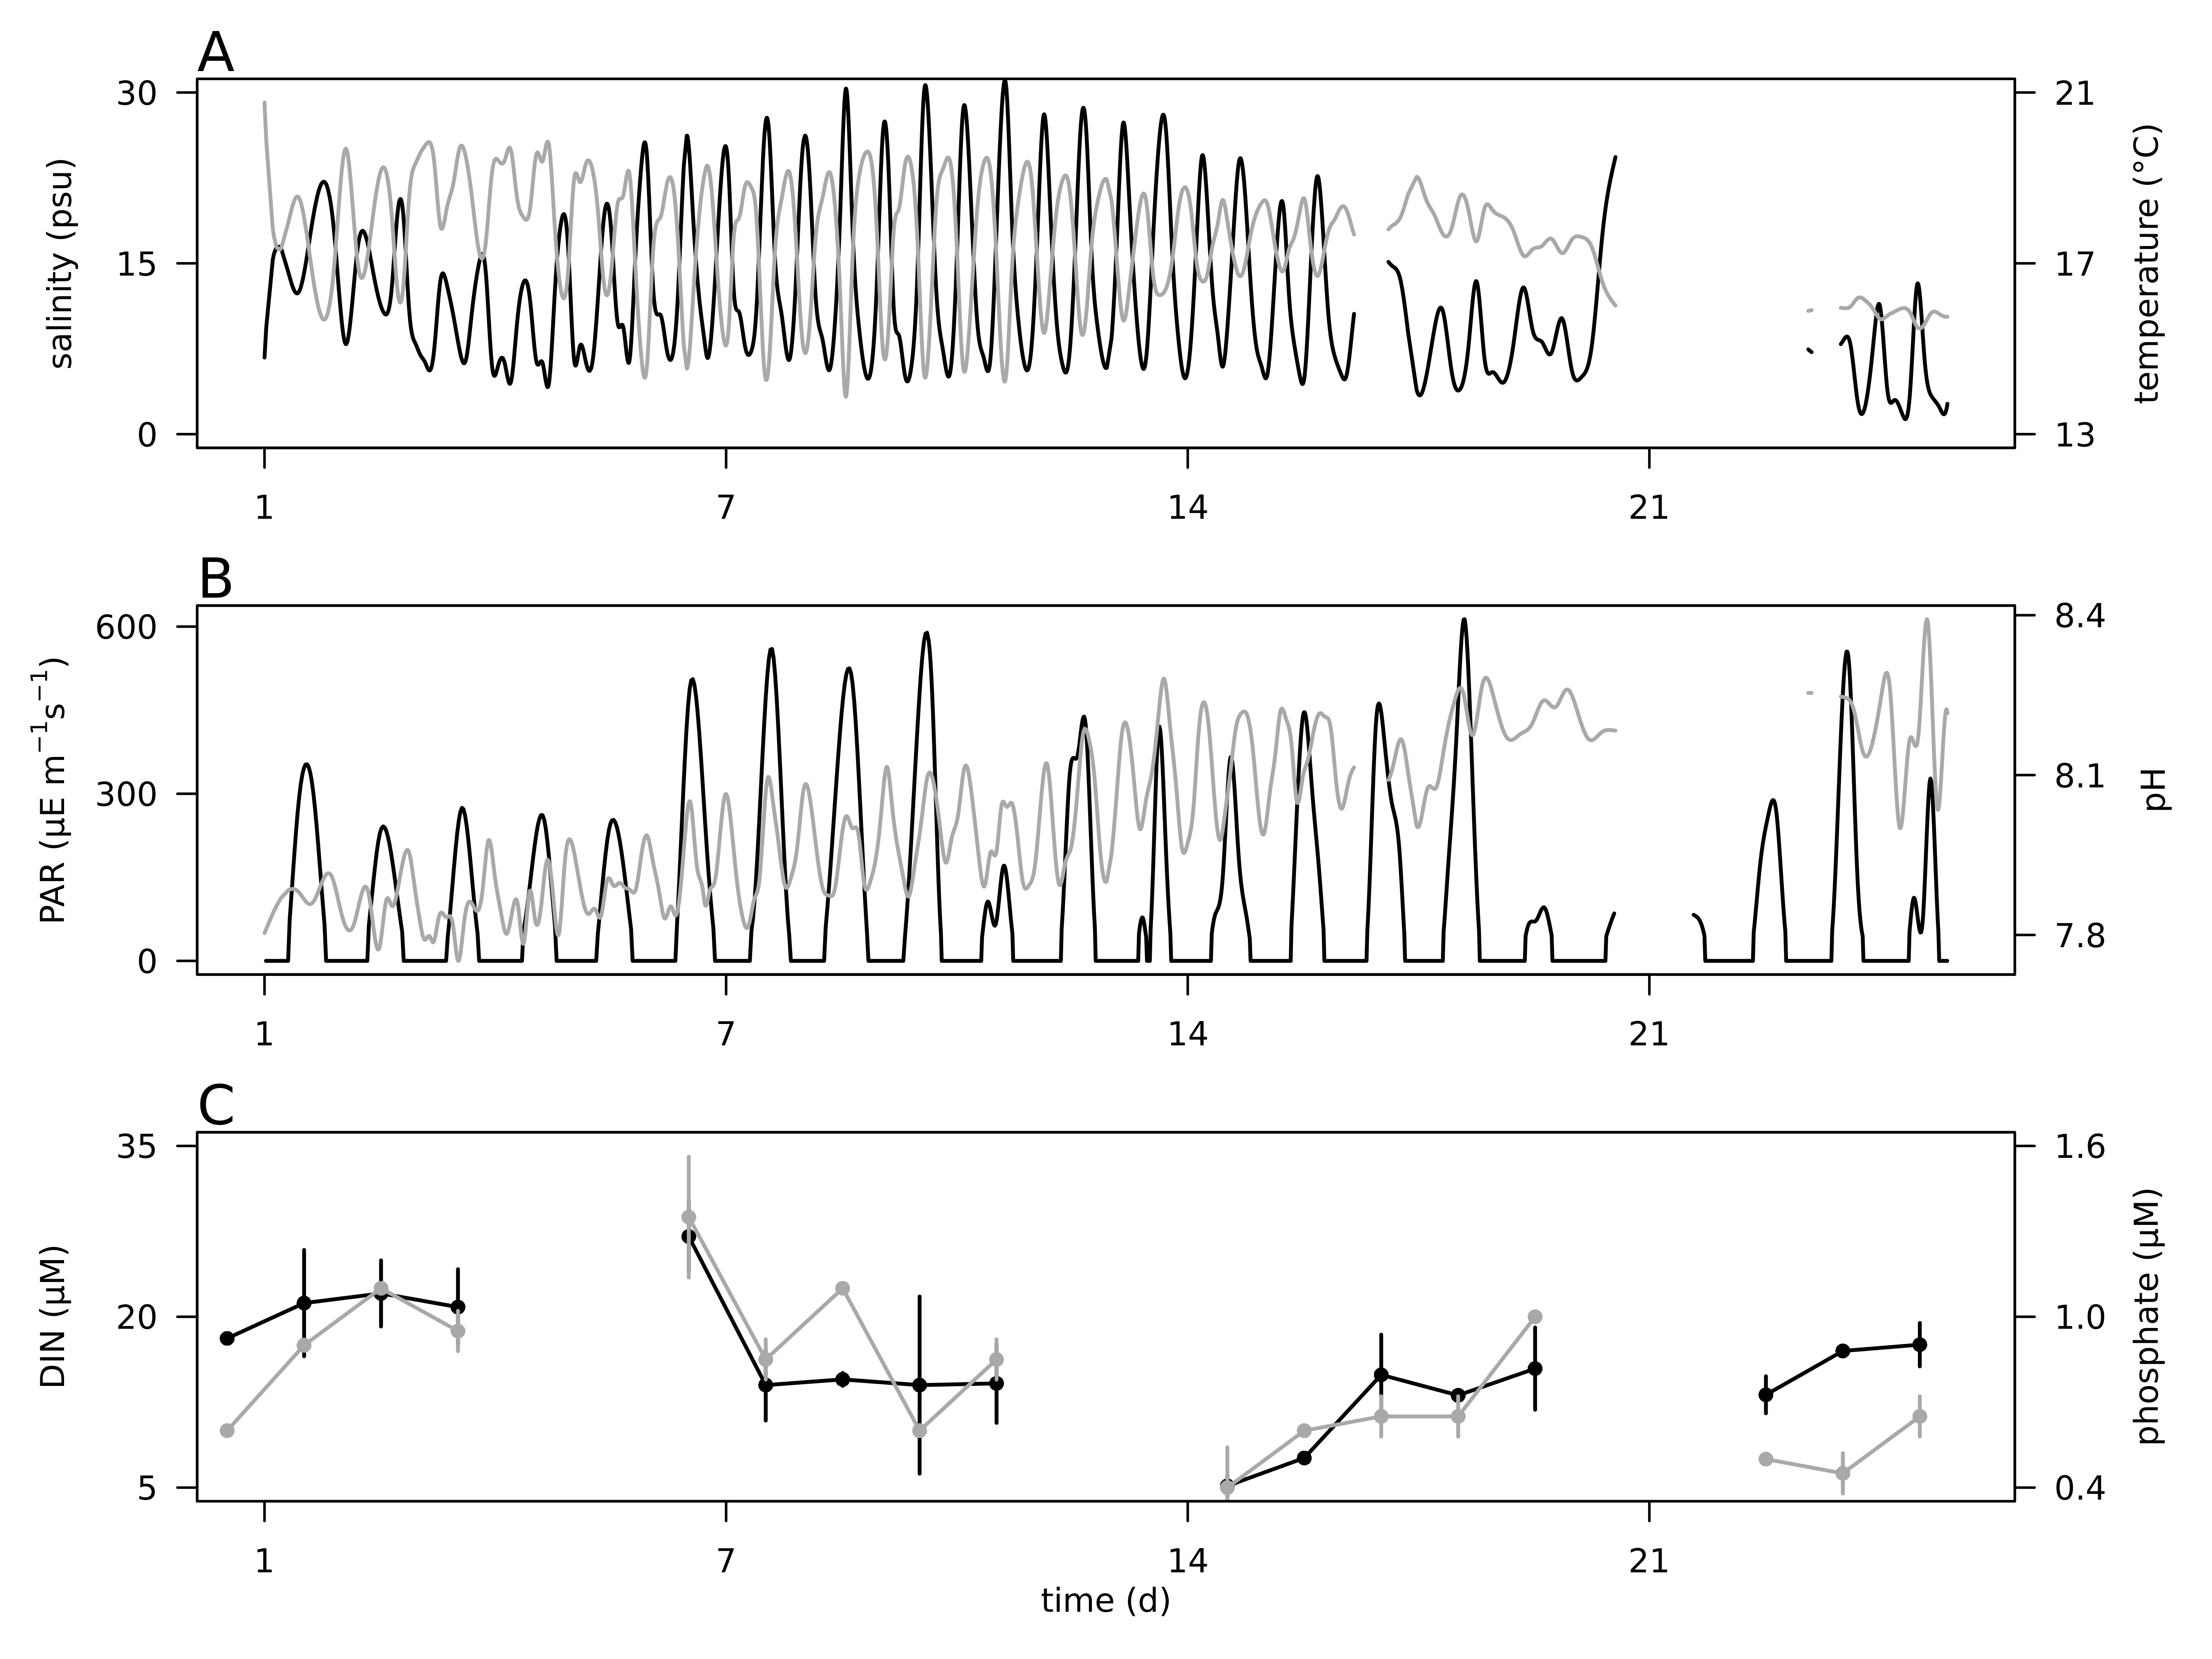 A
30
15
0
salinity (psu)
21
17
13
temperature (°C)
1 7 14 21
B
600
300
0
PAR (µE m⁻¹s⁻¹)
8.4
8.1
7.8
pH
1 7 14 21
C
35
20
5
DIN (µM)
1.6
1.0
0.4
phosphate (µM)
1 7 14 21
time (d)